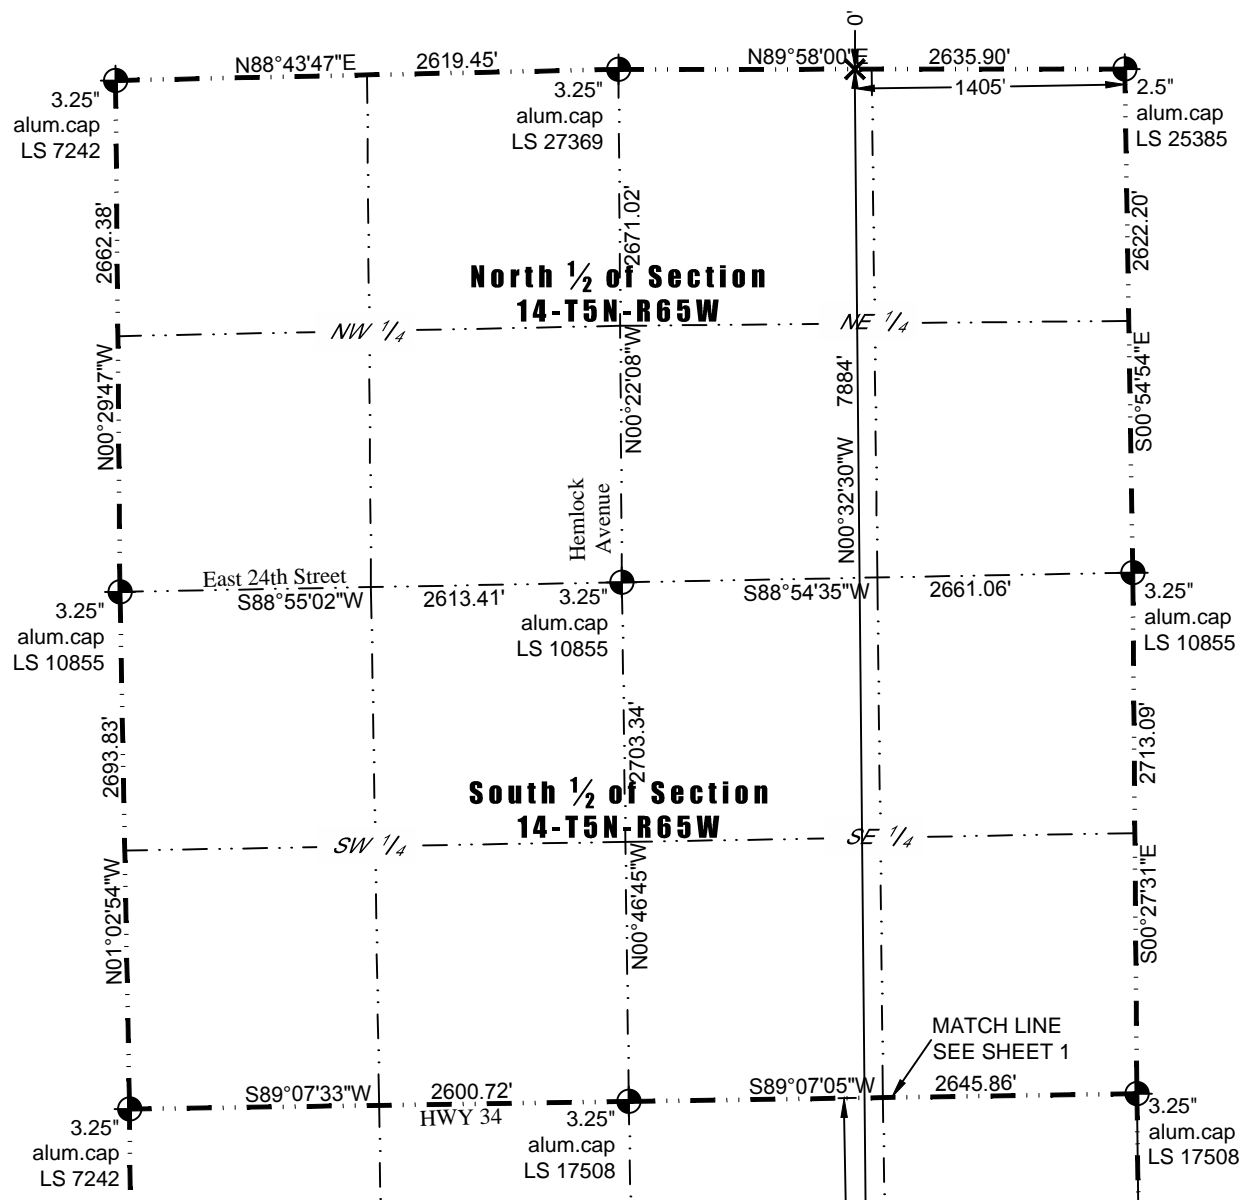 0'
N88°43'47"E
2619.45'
N89°58'00"E
2635.90'
1405'
3.25"
alum.cap
LS 7242
3.25"
alum.cap
LS 27369
2.5"
alum.cap
LS 25385
2662.38'
2671.02'
2622.20'
North ½ of Section
14-T5N-R65W
NW 1/4
NE 1/4
N00°29'47"W
N00°22'08"W
7884'
N00°32'30"W
S00°54'54"E
Hemlock
Avenue
East 24th Street
S88°55'02"W
2613.41'
S88°54'35"W
2661.06'
3.25"
alum.cap
LS 10855
3.25"
alum.cap
LS 10855
3.25"
alum.cap
LS 10855
2693.83'
2703.34'
2713.09'
South ½ of Section
14-T5N-R65W
SW 1/4
SE 1/4
N01°02'54"W
N00°46'45"W
S00°27'31"E
MATCH LINE
SEE SHEET 1
S89°07'33"W
2600.72'
S89°07'05"W
2645.86'
HWY 34
3.25"
alum.cap
LS 7242
3.25"
alum.cap
LS 17508
3.25"
alum.cap
LS 17508